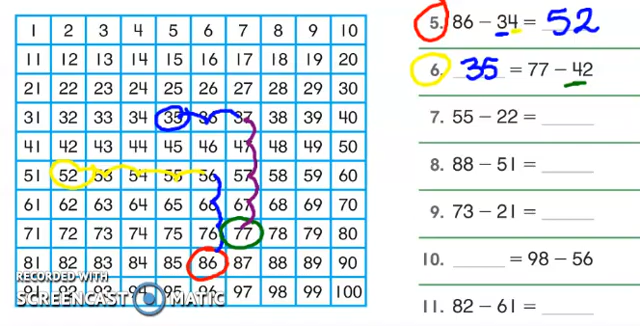 1 2 3 4 5 6 7 8 9 10
11 12 13 14 15 16 17 18 19 20
21 22 23 24 25 26 27 28 29 30
31 32 33 34 35 36 37 38 39 40
41 42 43 44 45 46 47 48 49 50
51 52 53 54 55 56 57 58 59 60
61 62 63 64 65 66 67 68 69 70
71 72 73 74 75 76 77 78 79 80
81 82 83 84 85 86 87 88 89 90
91 92 93 94 95 96 97 98 99 100
RECORDED WITH
SCREENCAST MATIC
5. 86 − 34 = 52
6. 35 = 77 − 42
7. 55 − 22 =
8. 88 − 51 =
9. 73 − 21 =
10. = 98 − 56
11. 82 − 61 =